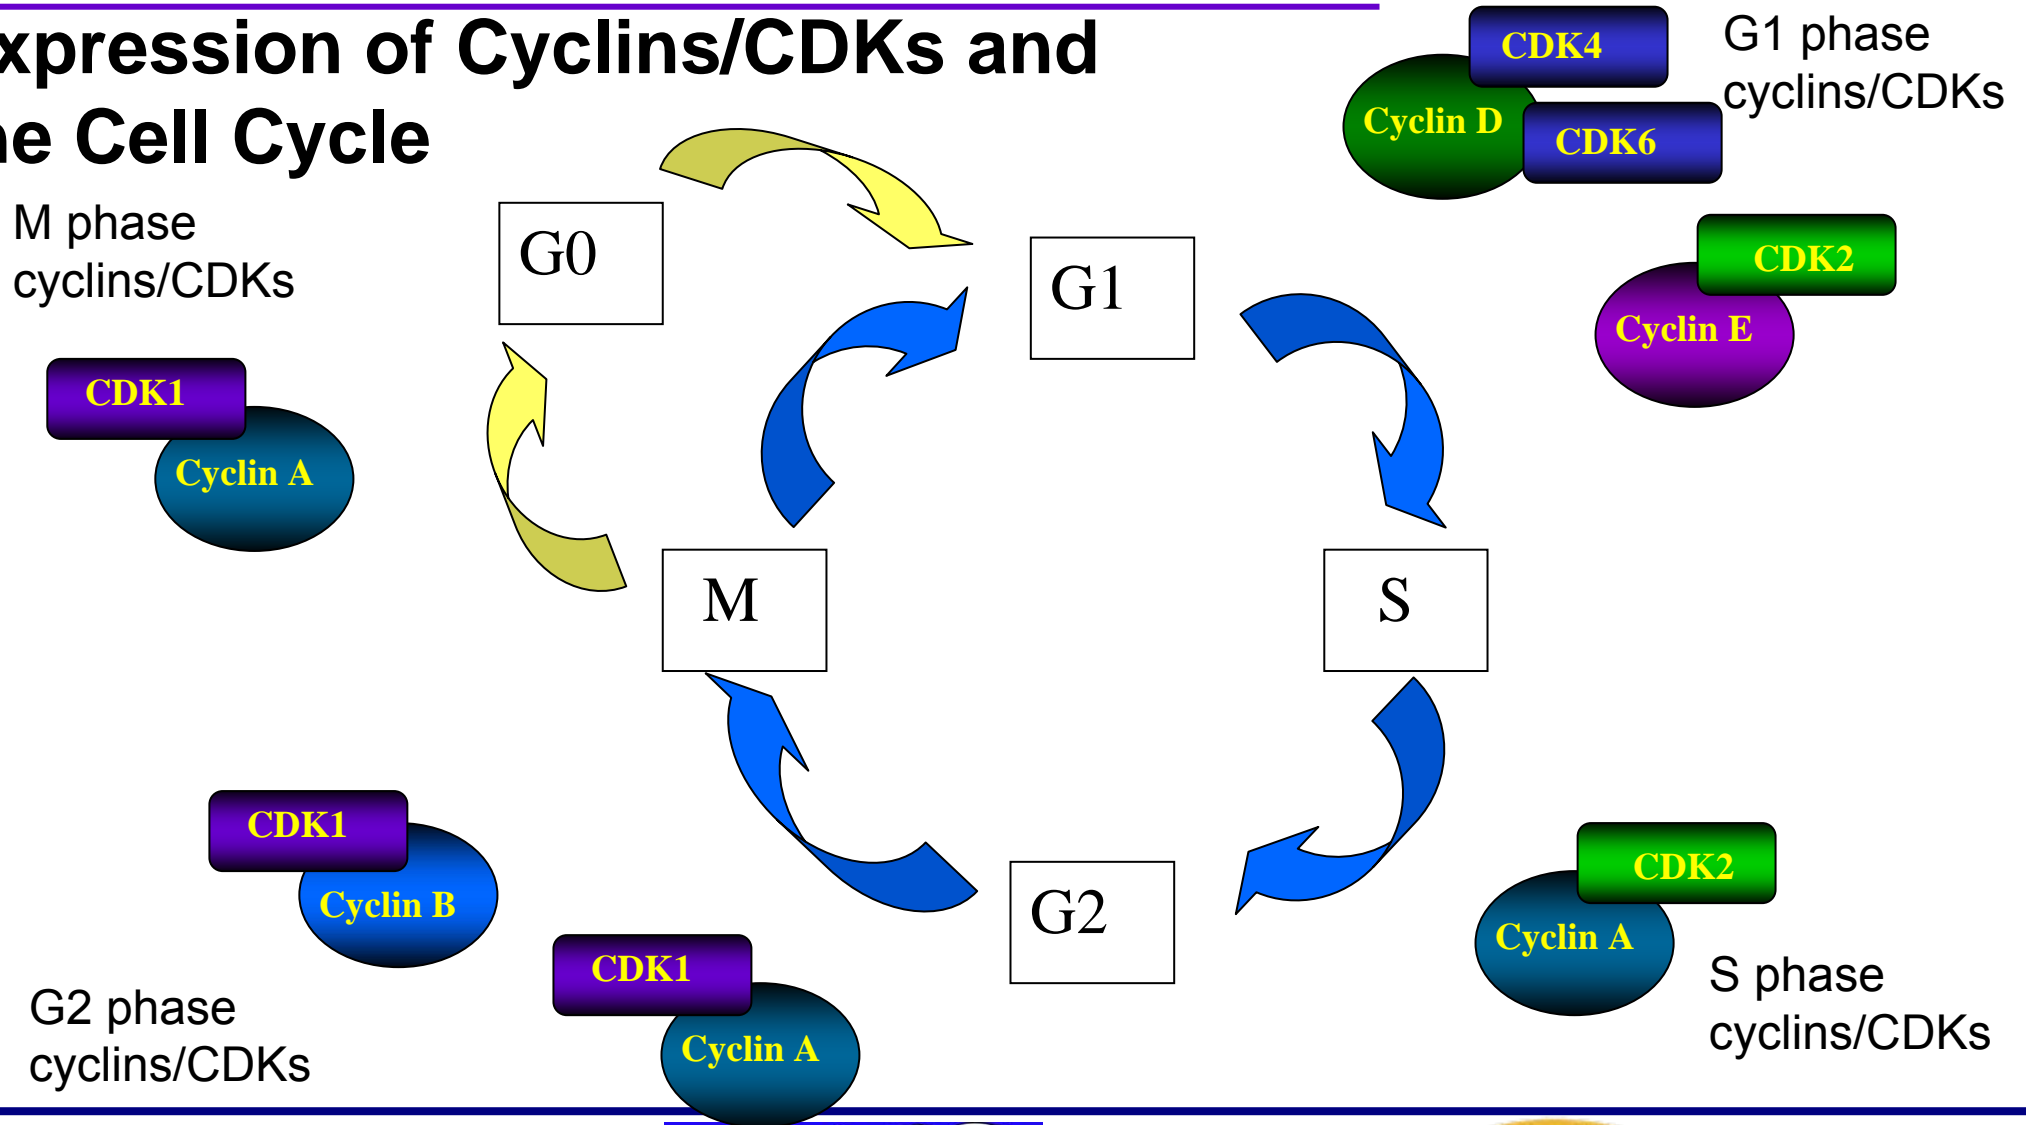 xpression of Cyclins/CDKs and
ne Cell Cycle
CDK4
G1 phase
cyclins/CDKs
Cyclin D
CDK6
M phase
cyclins/CDKs
G0
G1
CDK2
Cyclin E
CDK1
Cyclin A
M
S
CDK1
Cyclin B
G2
CDK2
Cyclin A
CDK1
Cyclin A
G2 phase
cyclins/CDKs
S phase
cyclins/CDKs